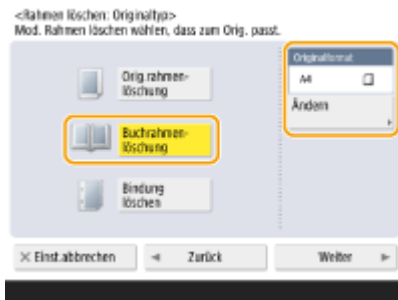 <Rahmen löschen: Originaltyp>
Mod. Rahmen löschen wählen, dass zum Orig. passt.
Orig.rahmen-
löschung
Buchrahmen-
löschung
Bindung
löschen
Originalformat
A4
Ändern
Einst.abbrechen
Zurück
Weiter